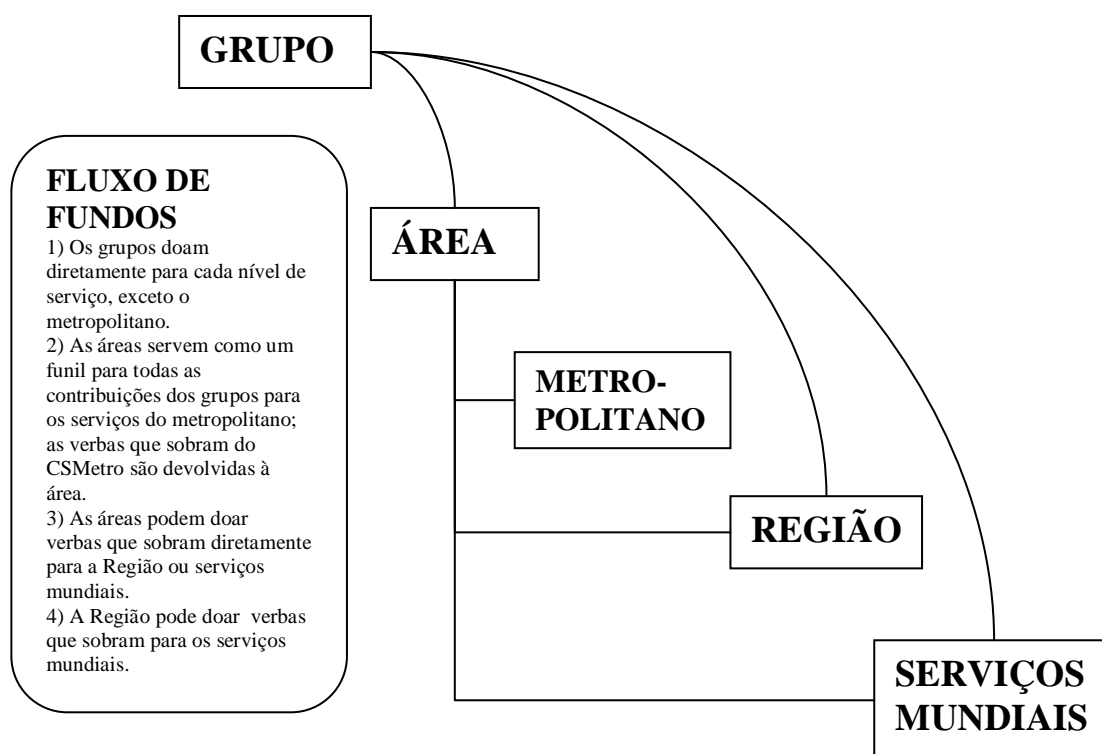 GRUPO
FLUXO DE
FUNDOS
1) Os grupos doam
diretamente para cada nível de
serviço, exceto o
metropolitano.
2) As áreas servem como um
funil para todas as
contribuições dos grupos para
os serviços do metropolitano;
as verbas que sobram do
CSMetro são devolvidas à
área.
3) As áreas podem doar
verbas que sobram diretamente
para a Região ou serviços
mundiais.
4) A Região pode doar  verbas
que sobram para os serviços
mundiais.
ÁREA
METRO-
POLITANO
REGIÃO
SERVIÇOS
MUNDIAIS